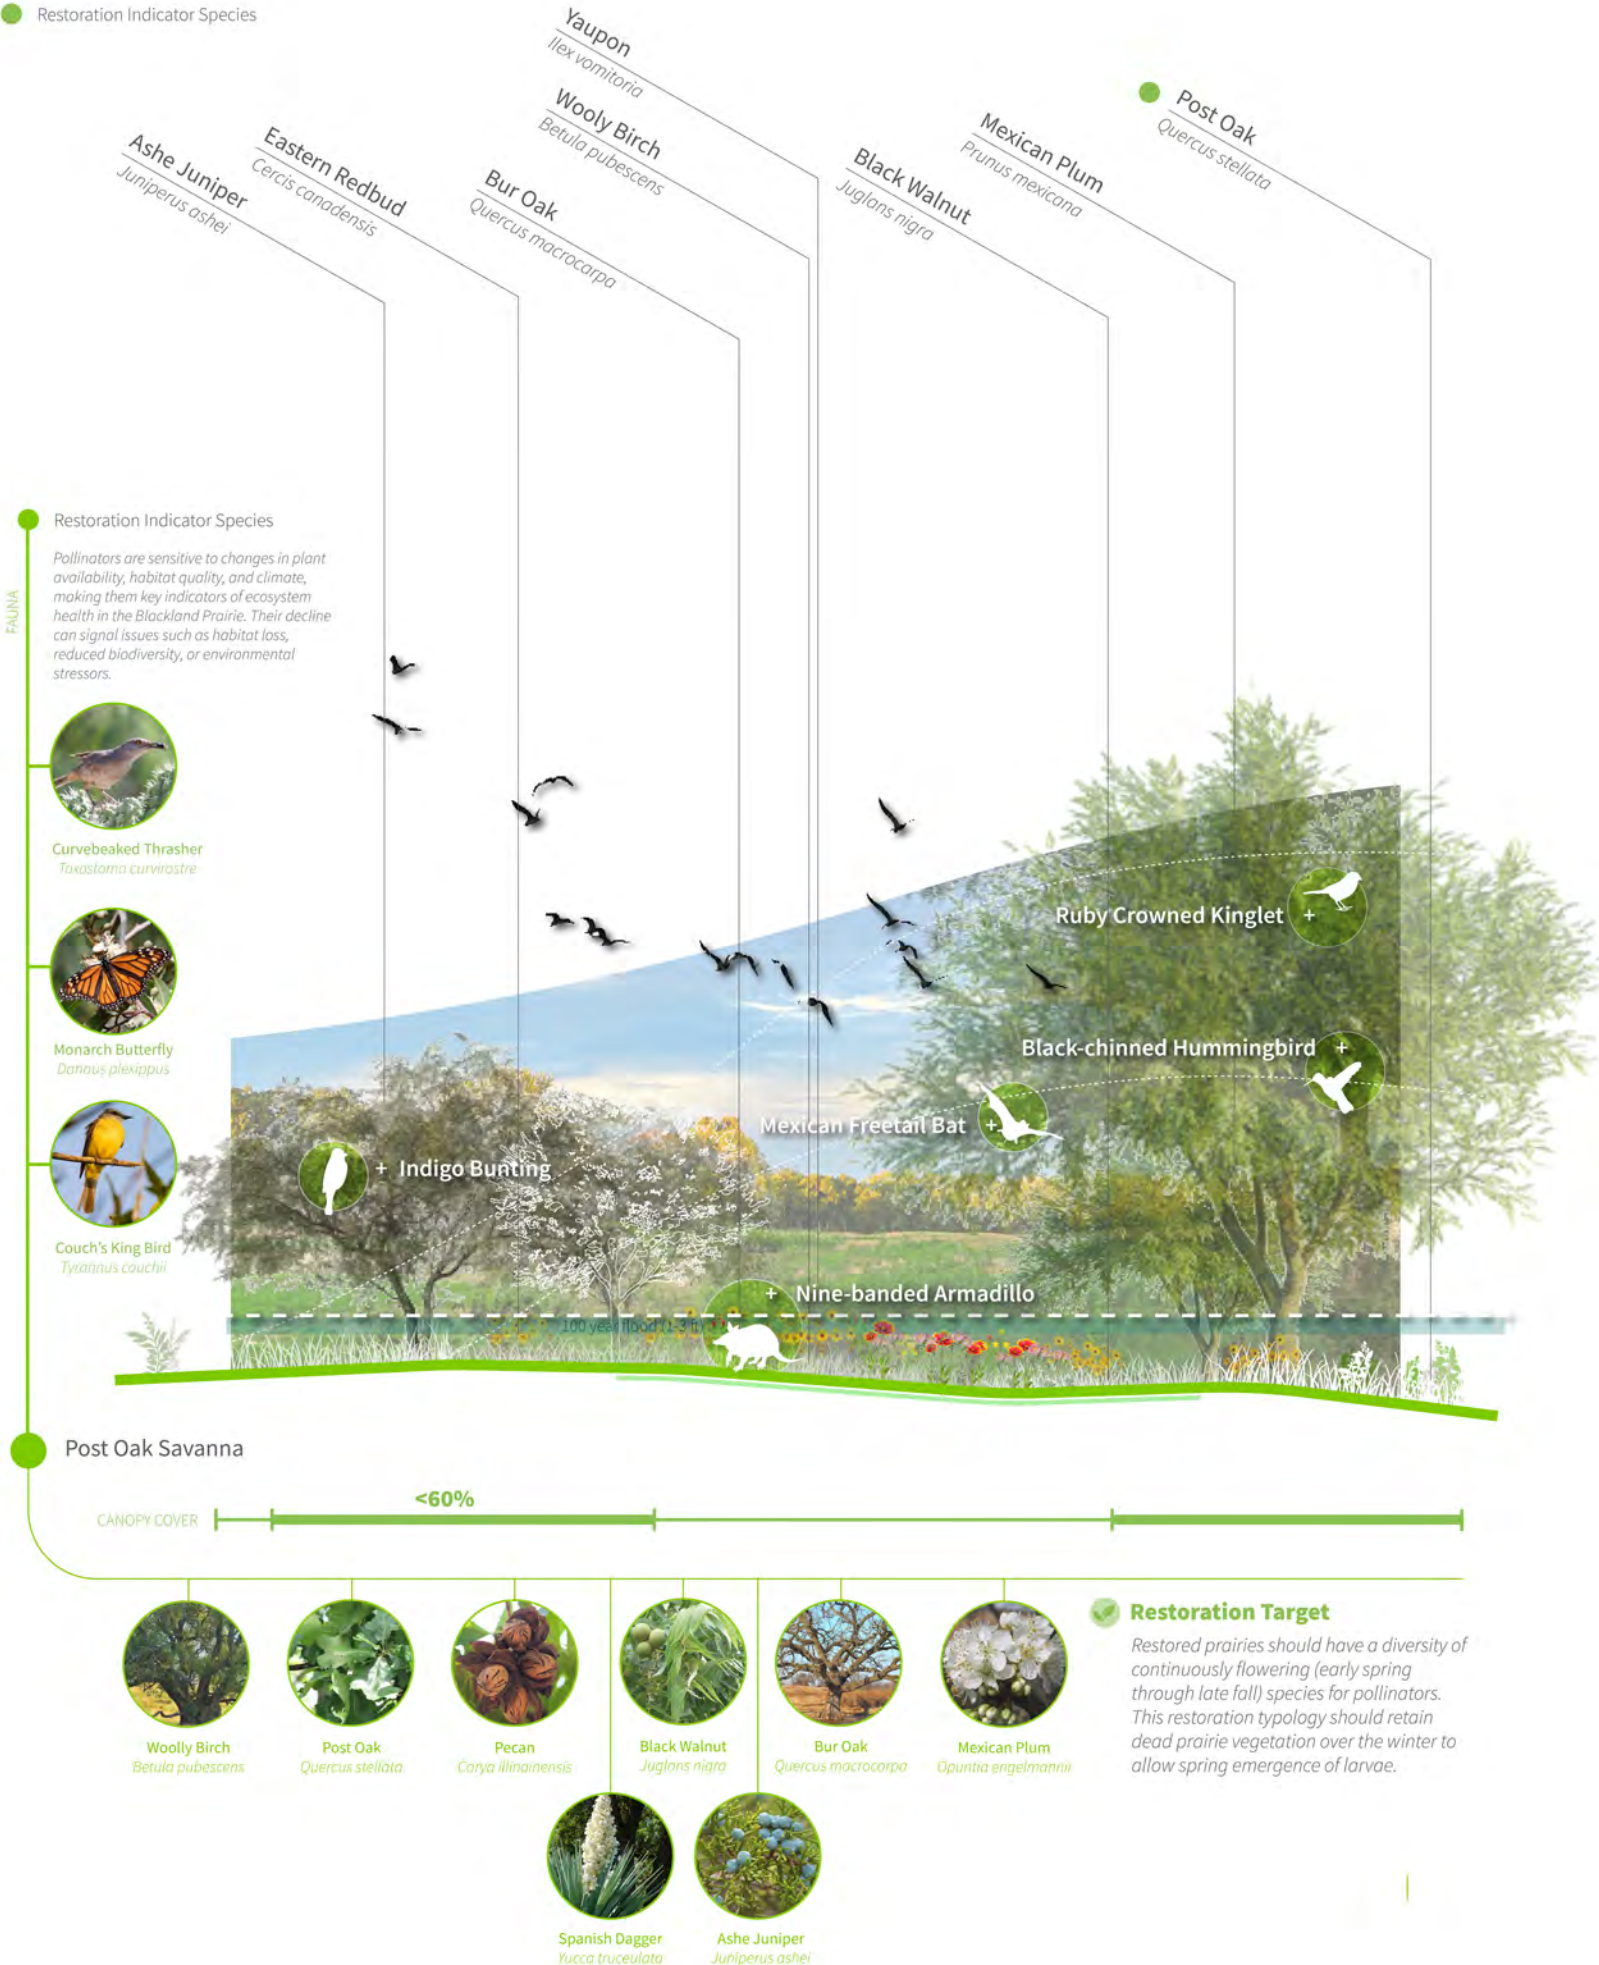 Restoration Indicator Species
Yaupon
Ilex vomitoria
Wooly Birch
Betula pubescens
Post Oak
Quercus stellata
Mexican Plum
Prunus mexicana
Ashe Juniper
Juniperus ashei
Eastern Redbud
Cercis canadensis
Bur Oak
Quercus macrocarpa
Black Walnut
Juglans nigra
FAUNA
Restoration Indicator Species
Pollinators are sensitive to changes in plant
availability, habitat quality, and climate,
making them key indicators of ecosystem
health in the Blackland Prairie. Their decline
can signal issues such as habitat loss,
reduced biodiversity, or environmental
stressors.
Curvebeaked Thrasher
Toxostoma curvirostre
Monarch Butterfly
Danaus plexippus
Couch's King Bird
Tyrannus couchii
Ruby Crowned Kinglet +
Black-chinned Hummingbird +
Mexican Freetail Bat +
+ Indigo Bunting
+ Nine-banded Armadillo
100 year flood (1-3 ft)
Post Oak Savanna
<60%
CANOPY COVER
Woolly Birch
Betula pubescens
Post Oak
Quercus stellata
Pecan
Carya illinoinensis
Black Walnut
Juglans nigra
Bur Oak
Quercus macrocarpa
Mexican Plum
Opuntia engelmannii
Spanish Dagger
Yucca truceulata
Ashe Juniper
Juniperus ashei
Restoration Target
Restored prairies should have a diversity of
continuously flowering (early spring
through late fall) species for pollinators.
This restoration typology should retain
dead prairie vegetation over the winter to
allow spring emergence of larvae.